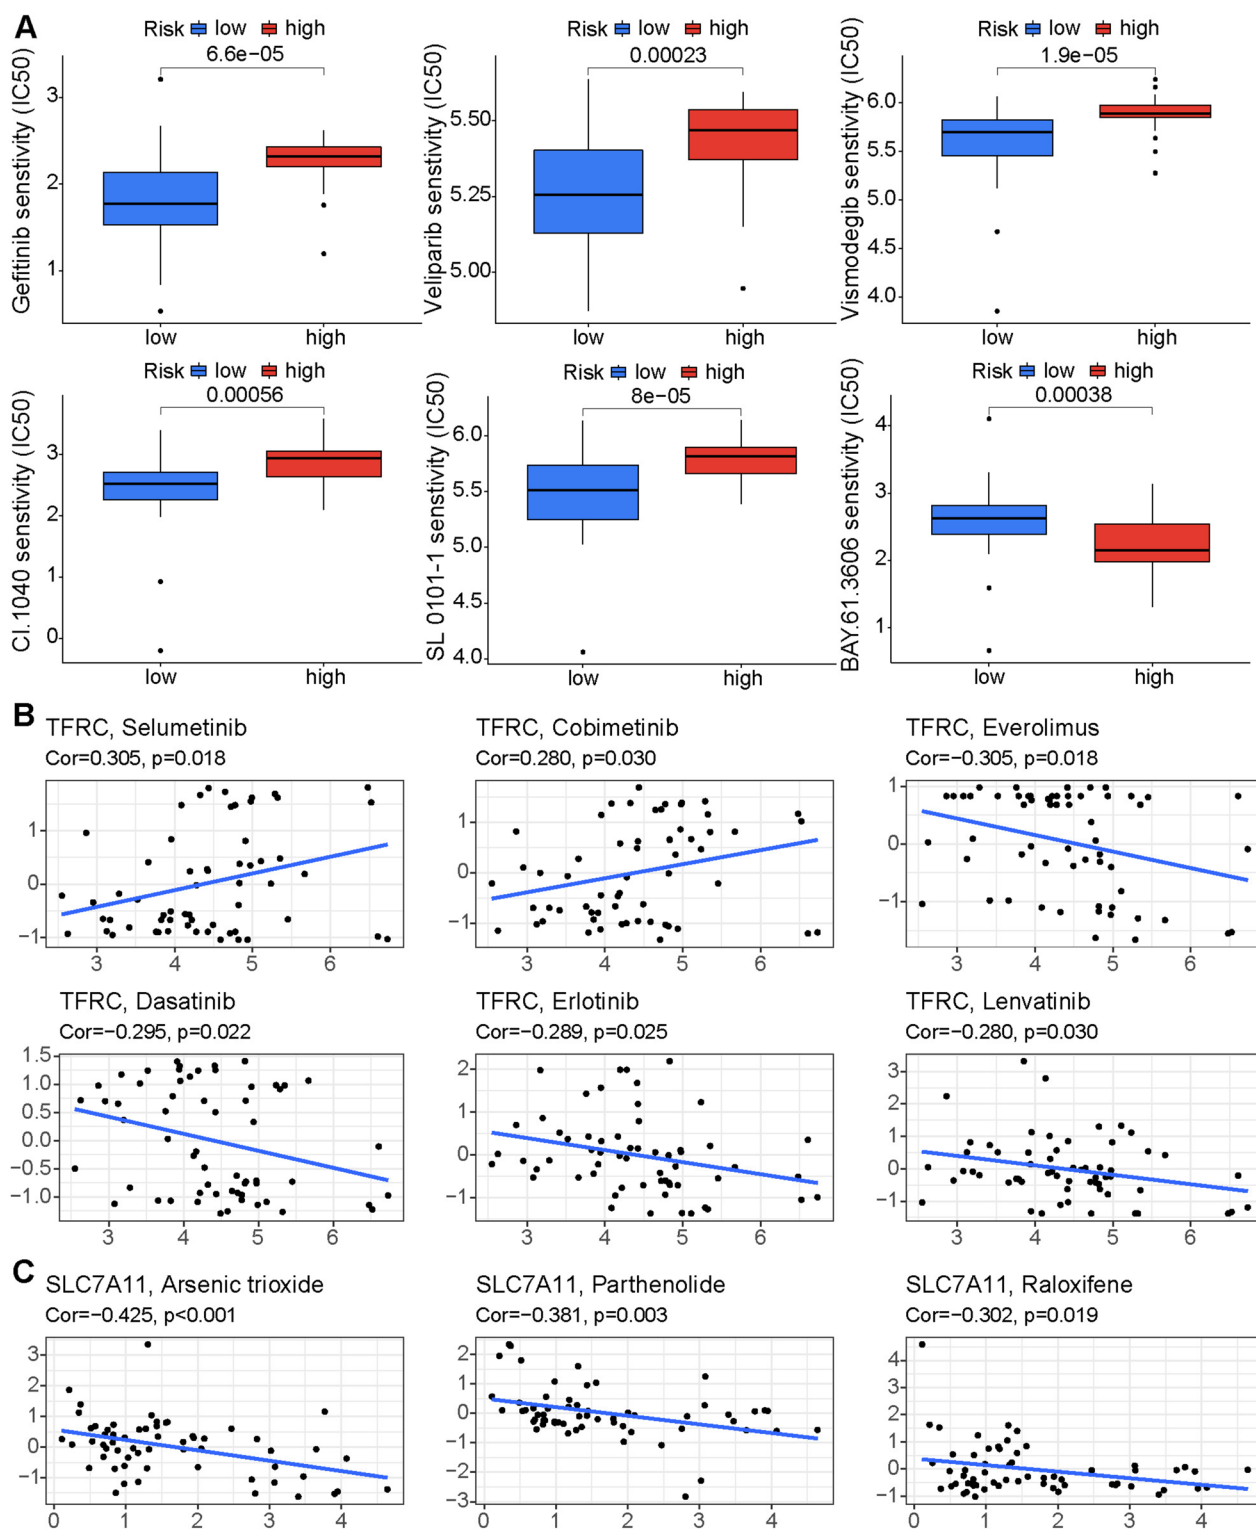 A
Risk low high
6.6e−05
Gefitinib senstivity (IC50)
3
2
1
low high
Risk low high
0.00023
Veliparib senstivity (IC50)
5.50
5.25
5.00
low high
Risk low high
1.9e−05
Vismodegib senstivity (IC50)
6.0
5.5
5.0
4.5
4.0
low high
Risk low high
0.00056
CI.1040 senstivity (IC50)
3
2
1
0
low high
Risk low high
8e−05
SL 0101-1 senstivity (IC50)
6.0
5.5
5.0
4.5
4.0
low high
Risk low high
0.00038
BAY.61.3606 senstivity (IC50)
4
3
2
1
low high
B
TFRC, Selumetinib
Cor=0.305, p=0.018
1
0
−1
3 4 5 6
TFRC, Cobimetinib
Cor=0.280, p=0.030
1
0
−1
3 4 5 6
TFRC, Everolimus
Cor=−0.305, p=0.018
1
0
−1
3 4 5 6
TFRC, Dasatinib
Cor=−0.295, p=0.022
1.5
1.0
0.5
0.0
−0.5
−1.0
3 4 5 6
TFRC, Erlotinib
Cor=−0.289, p=0.025
2
1
0
−1
3 4 5 6
TFRC, Lenvatinib
Cor=−0.280, p=0.030
3
2
1
0
−1
3 4 5 6
C
SLC7A11, Arsenic trioxide
Cor=−0.425, p<0.001
3
2
1
0
−1
0 1 2 3 4
SLC7A11, Parthenolide
Cor=−0.381, p=0.003
2
1
0
−1
−2
−3
0 1 2 3 4
SLC7A11, Raloxifene
Cor=−0.302, p=0.019
4
3
2
1
0
−1
0 1 2 3 4